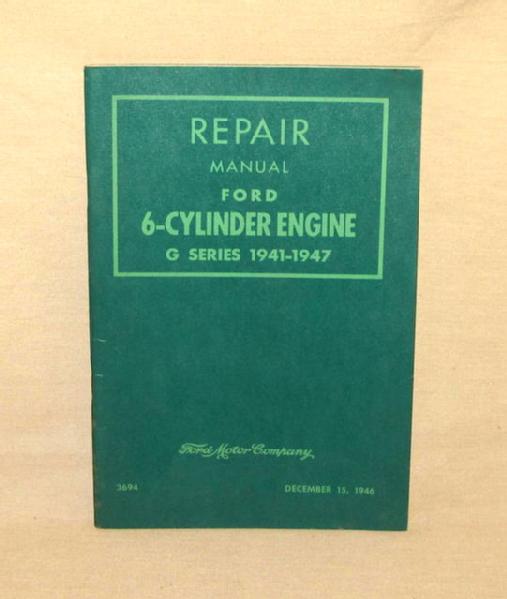 REPAIR
MANUAL
FORD
6-CYLINDER ENGINE
G SERIES 1941-1947
Ford Motor Company
3694 DECEMBER 15, 1946